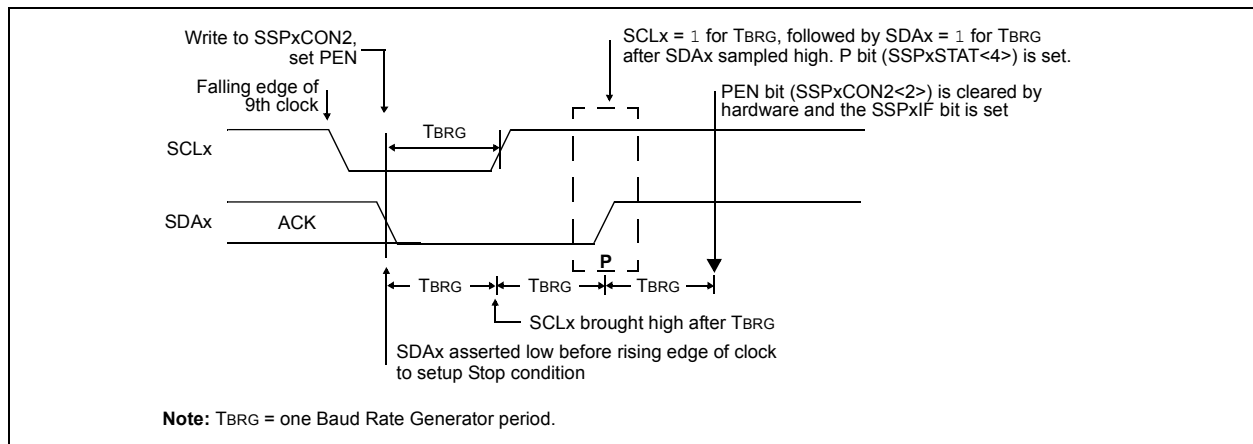 Write to SSPxCON2,
set PEN
SCLx = 1 for TBRG, followed by SDAx = 1 for TBRG
after SDAx sampled high. P bit (SSPxSTAT<4>) is set.
Falling edge of
9th clock
PEN bit (SSPxCON2<2>) is cleared by
hardware and the SSPxIF bit is set
TBRG
SCLx
SDAx
ACK
P
TBRG
TBRG
TBRG
SCLx brought high after TBRG
SDAx asserted low before rising edge of clock
to setup Stop condition
Note: TBRG = one Baud Rate Generator period.